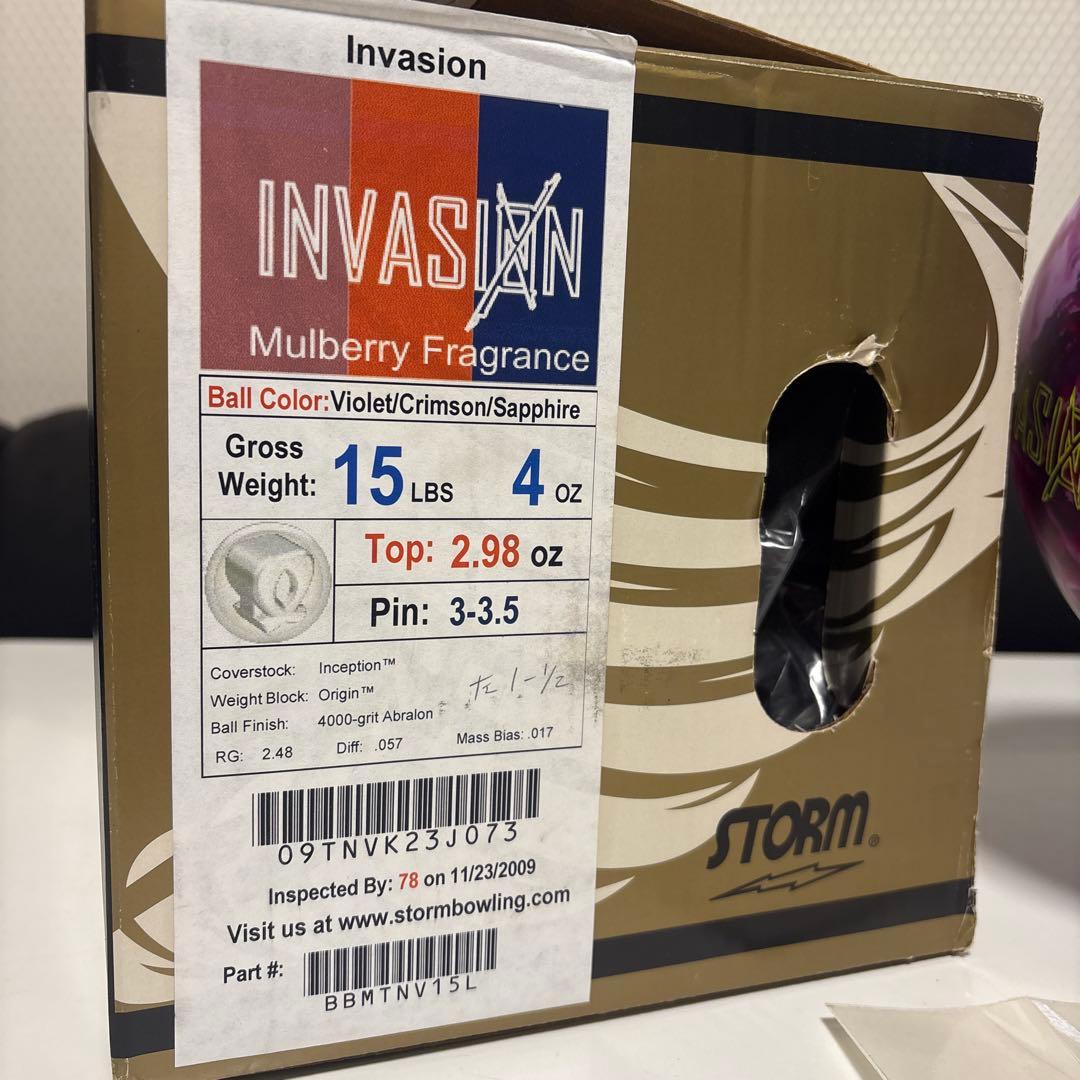 Invasion
INVASION
Mulberry Fragrance
Ball Color:Violet/Crimson/Sapphire
Gross Weight: 15 LBS 4 OZ
Top: 2.98 oz
Pin: 3-3.5
Coverstock: Inception™
Weight Block: Origin™
Ball Finish: 4000-grit Abralon
RG: 2.48 Diff: .057 Mass Bias: .017
1-1/2
09TNVK23J073
Inspected By: 78 on 11/23/2009
Visit us at www.stormbowling.com
Part #:
BBMTNV15L
STORM®